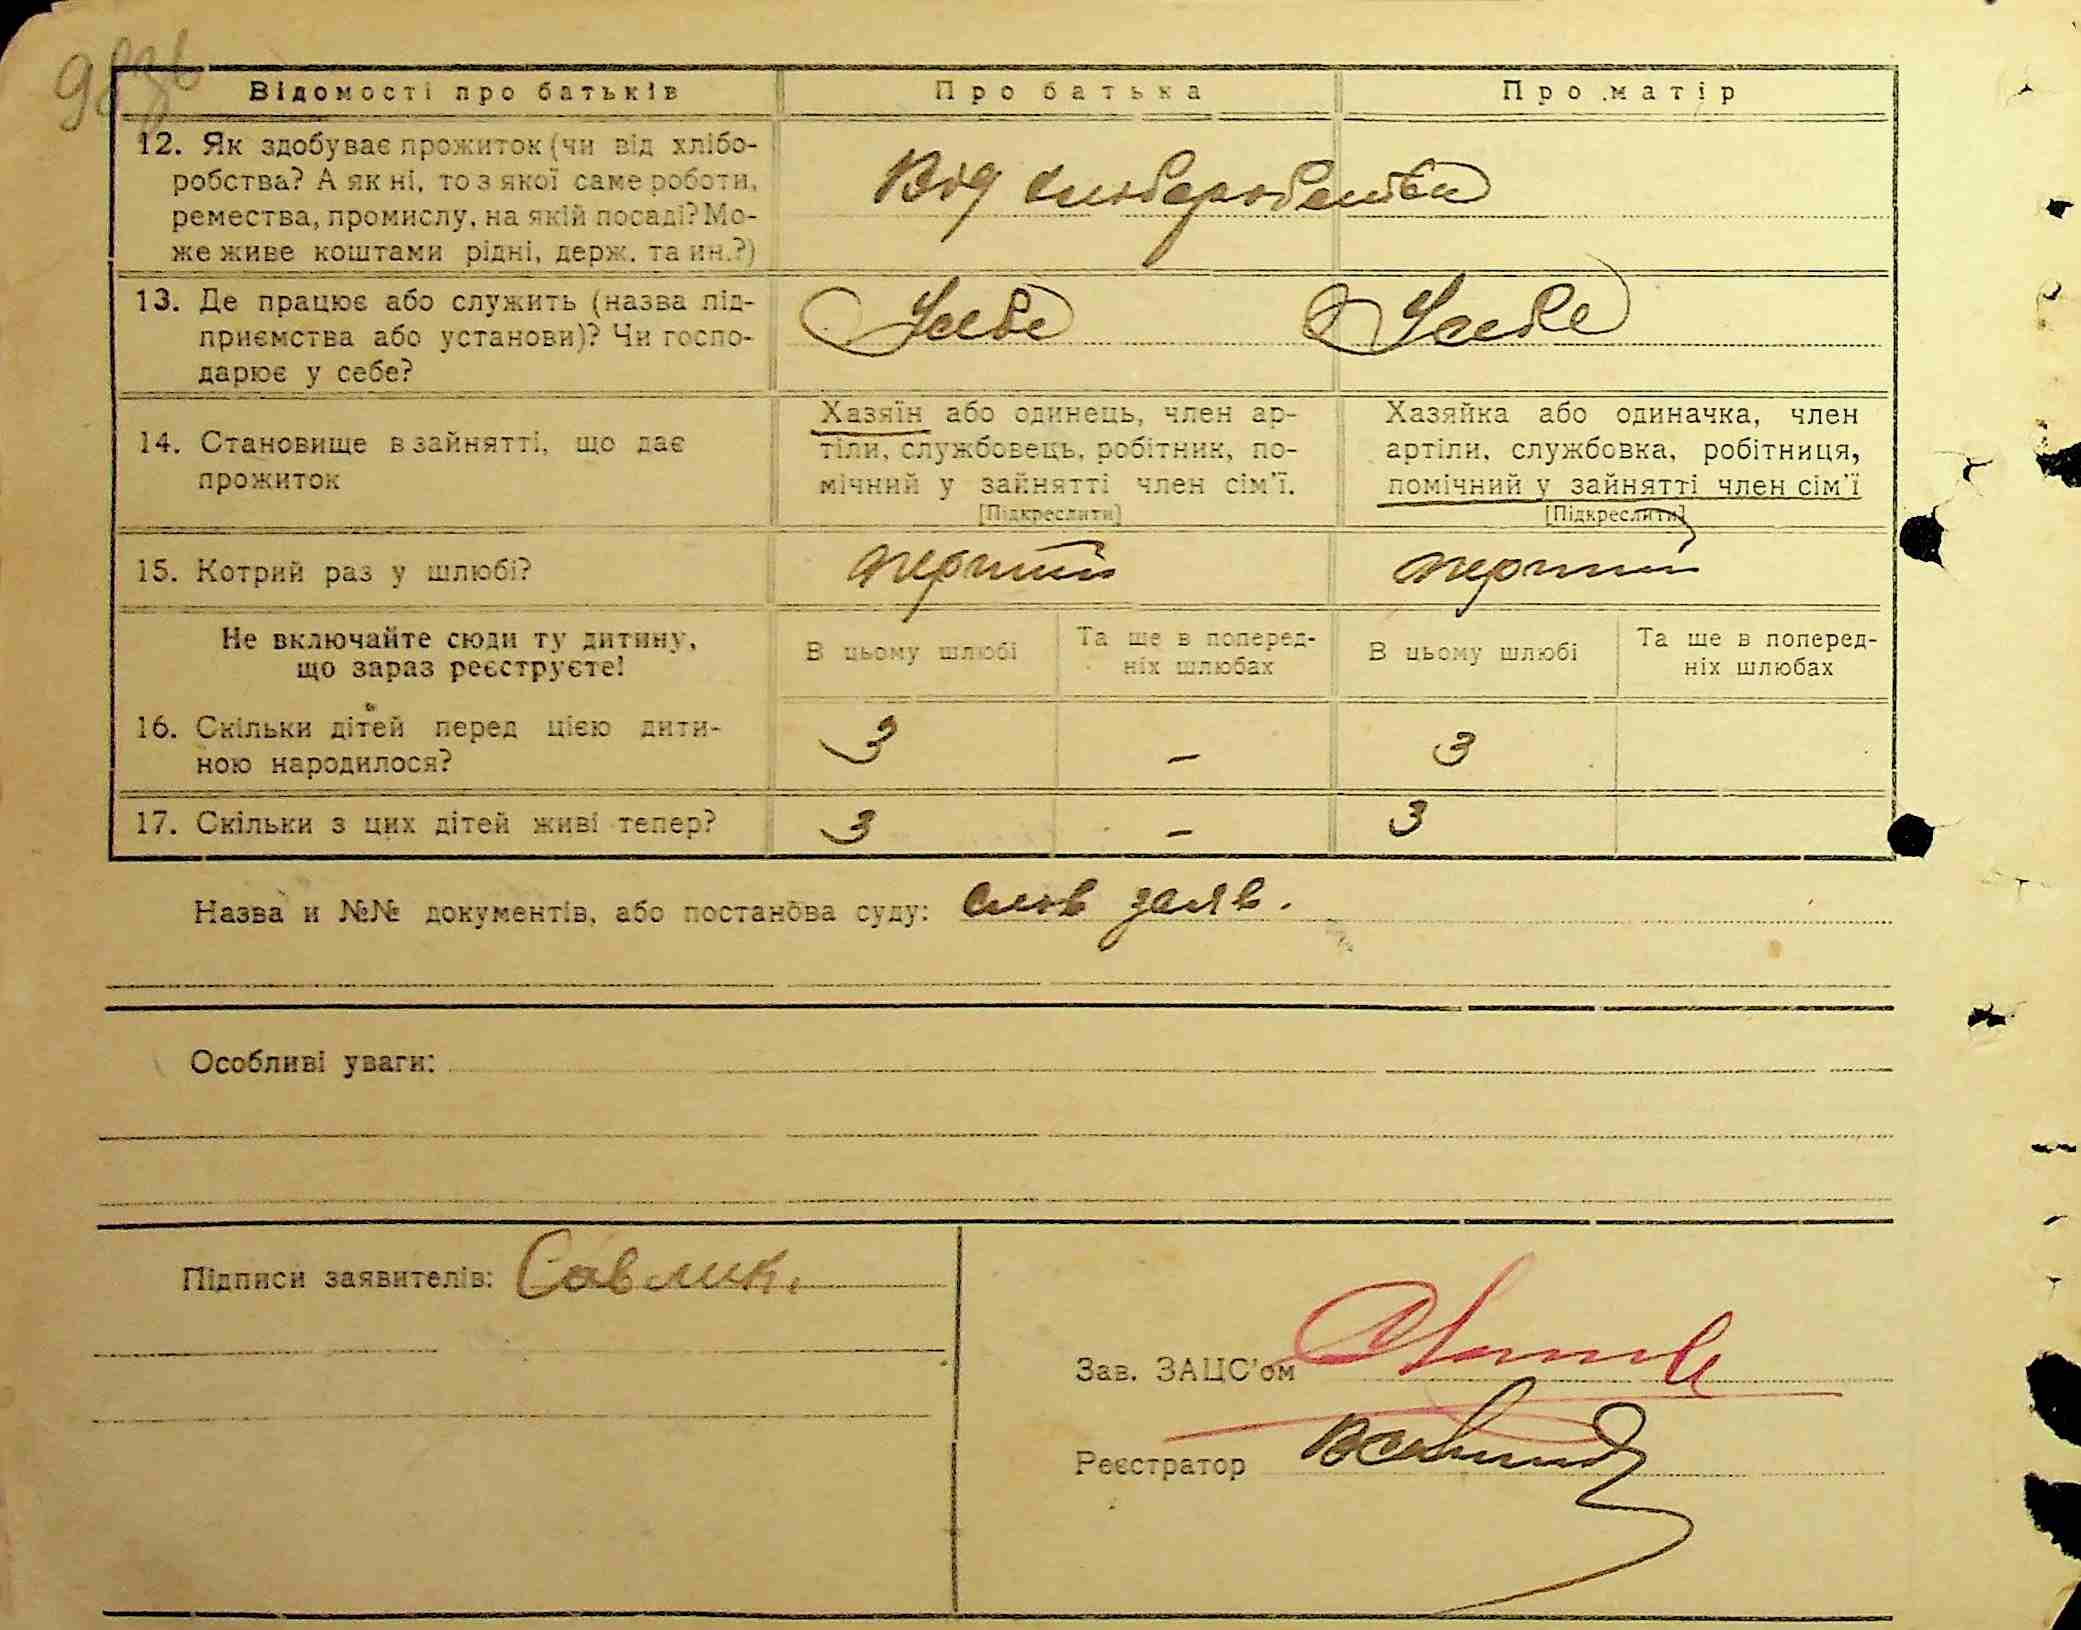 Відомості про батьків Про батька Про матір
12. Як здобуває прожиток (чи від хлібо-
робства? А як ні, то з якої саме роботи,
ремества, промислу, на якій посаді? Мо-
же живе коштами рідні, держ. та ин.?)
Від хліборобства
13. Де працює або служить (назва під-
приємства або установи)? Чи госпо-
дарює у себе?
У себе У себе
14. Становище в зайнятті, що дає
прожиток
Хазяїн або одинець, член ар-
тіли, службовець, робітник, по-
мічний у зайнятті член сім'ї.
[Підкреслити]
Хазяйка або одиначка, член
артіли, службовка, робітниця,
помічний у зайнятті член сім'ї
[Підкреслити]
15. Котрий раз у шлюбі? перший перший
Не включайте сюди ту дитину,
що зараз реєструєте!
В цьому шлюбі
Та ще в поперед-
ніх шлюбах
В цьому шлюбі
Та ще в поперед-
ніх шлюбах
16. Скільки дітей перед цією дити-
ною народилося?
3 – 3
17. Скільки з цих дітей живі тепер? 3 – 3
Назва и №№ документів, або постанова суду: слов заяв.
Особливі уваги:
Підписи заявителів: Савлик.
Зав. ЗАЦС'ом
Реєстратор